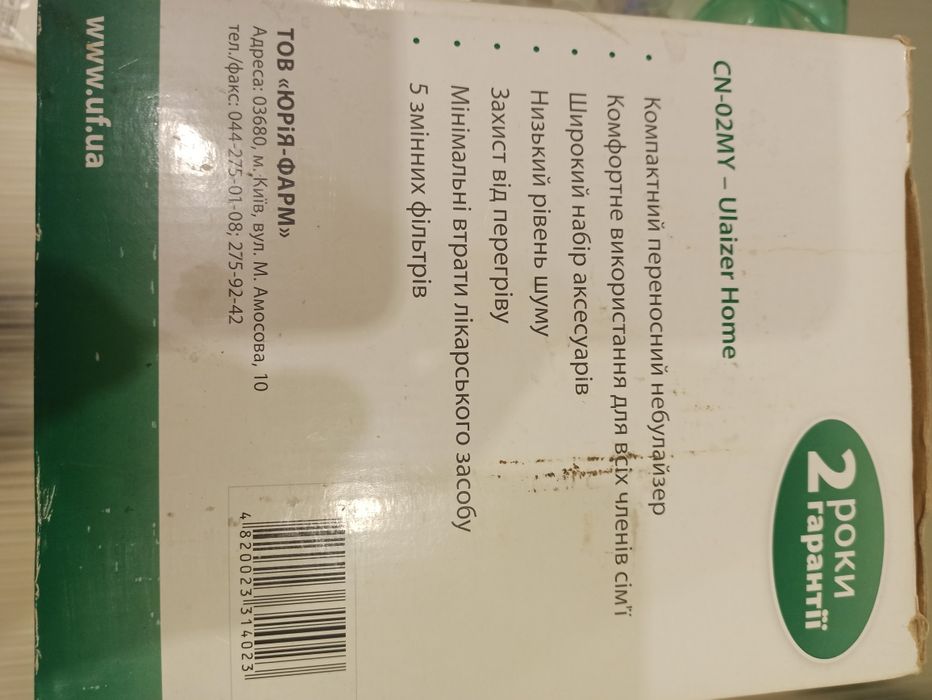 CN-02MY – Ulaizer Home
2 роки
гарантії
• Компактний переносний небулайзер
• Комфортне використання для всіх членів сім'ї
• Широкий набір аксесуарів
• Низький рівень шуму
• Захист від перегріву
• Мінімальні втрати лікарського засобу
• 5 змінних фільтрів
ТОВ «ЮРіЯ-ФАРМ»
Адреса: 03680, м. Київ, вул. М. Амосова, 10
тел./факс: 044-275-01-08; 275-92-42
4 820023 314023
www.uf.ua